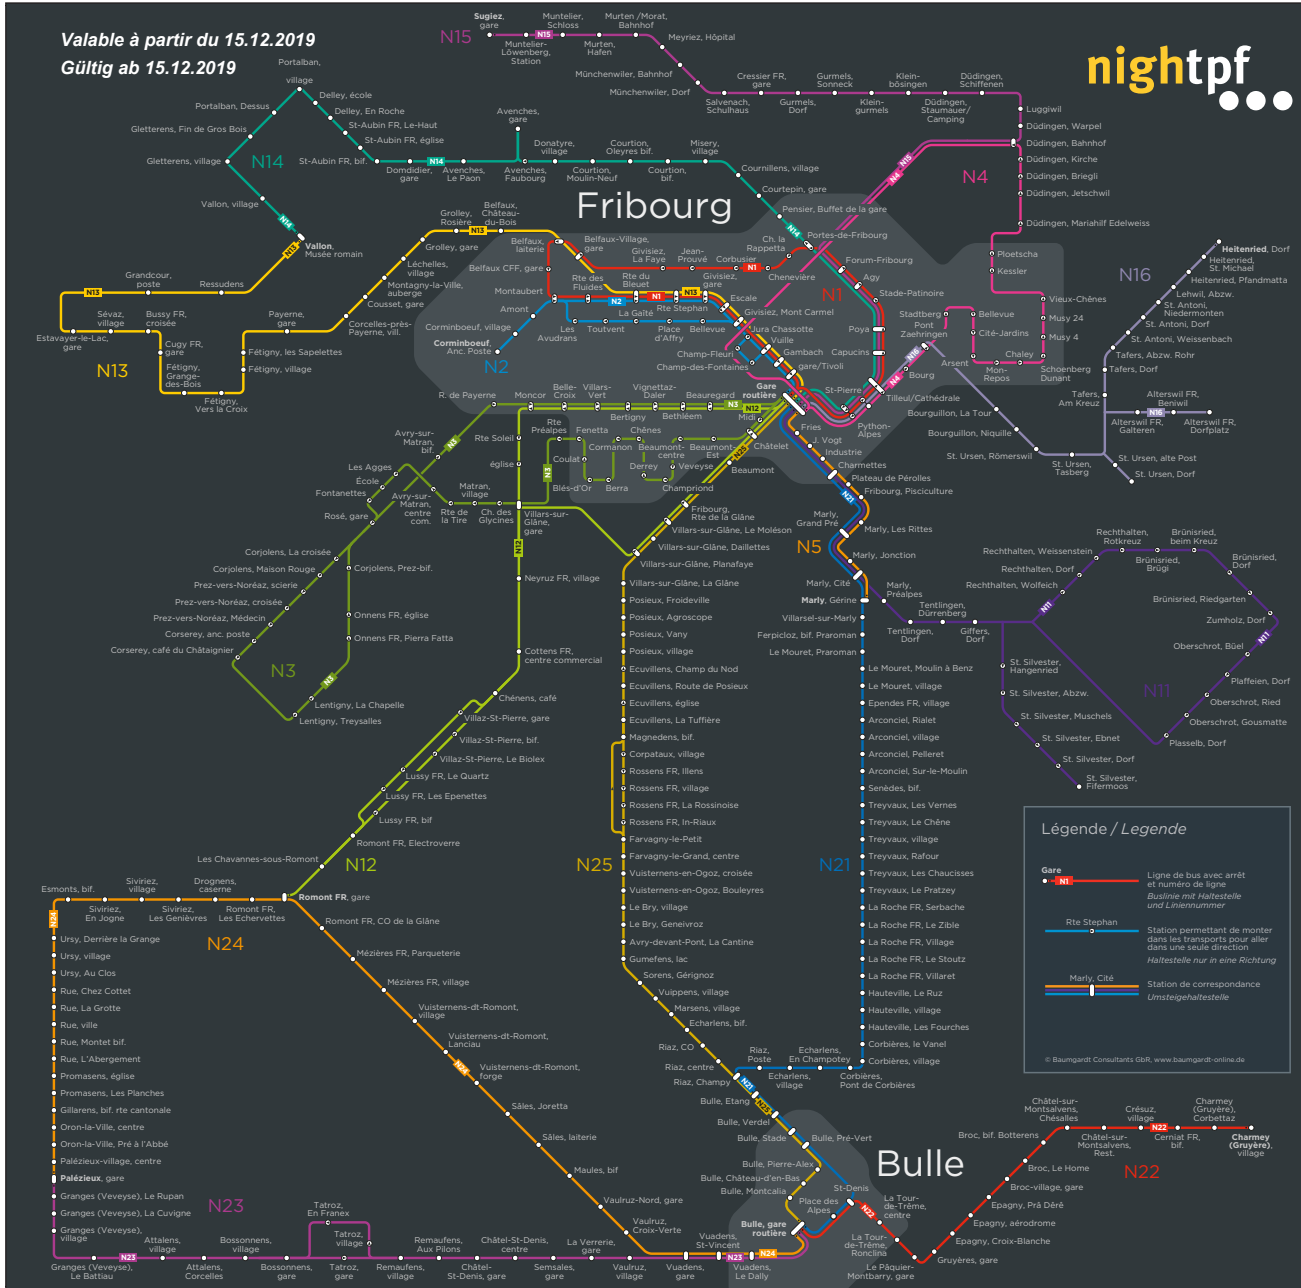 Valable à partir du 15.12.2019
Gültig ab 15.12.2019
nightpf
N15
Sugiez,
gare
N15
Muntelier,
Schloss
Murten /Morat,
Bahnhof
Muntelier-
Löwenberg,
Station
Murten,
Hafen
Meyriez, Hôpital
Münchenwiler, Bahnhof
Münchenwiler, Dorf
Salvenach,
Schulhaus
Cressier FR,
gare
Gurmels,
Dorf
Gurmels,
Sonneck
Klein-
gurmels
Klein-
bösingen
Düdingen,
Staumauer/
Camping
Düdingen,
Schiffenen
Luggiwil
Düdingen, Warpel
Düdingen, Bahnhof
Düdingen, Kirche
Düdingen, Briegli
Düdingen, Jetschwil
Düdingen, Mariahilf Edelweiss
N4
N15
N4
Ploetscha
Kessler
Vieux-Chênes
Musy 24
Musy 4
Schoenberg
Dunant
Chaley
Mon-
Repos
Cité-Jardins
Bellevue
Stadtberg
Pont
Zaehringen
Arsent
N16
Bourg
N4
Tilleul/Cathédrale
Portalban,
village
Portalban, Dessus
Gletterens, Fin de Gros Bois
Gletterens, village
Vallon, village
N14
N14
Vallon,
Musée romain
N13
Delley, école
Delley, En Roche
St-Aubin FR, Le-Haut
St-Aubin FR, église
St-Aubin FR, bif.
Domdidier,
gare
N14
Avenches,
Le Paon
Avenches,
gare
Avenches,
Faubourg
Donatyre,
village
Courtion,
Moulin-Neuf
Courtion,
Oleyres bif.
Courtion,
bif.
Misery,
village
Cournillens, village
Courtepin, gare
Pensier, Buffet de la gare
N14
Fribourg
Portes-de-Fribourg
Forum-Fribourg
Agy
Stade-Patinoire
Poya
Capucins
St-Pierre
Python-
Alpes
N1
Ch. la
Rappetta
Chenevière
N1
Corbusier
Jean-
Prouvé
Givisiez,
La Faye
Belfaux-Village,
gare
Belfaux,
laiterie
Belfaux CFF, gare
Montaubert
Belfaux,
Château-
du-Bois
N13
Grolley,
Rosière
Grolley, gare
Léchelles,
village
Montagny-la-Ville,
auberge
Cousset, gare
Corcelles-près-
Payerne, vill.
Payerne,
gare
Fétigny, les Sapelettes
Fétigny, village
Fétigny,
Vers la Croix
Fétigny,
Grange-
des-Bois
Cugy FR,
gare
Bussy FR,
croisée
Sévaz,
village
Estavayer-le-Lac,
gare
N13
N13
Grandcour,
poste
Ressudens
Rte des
Fluides
N2
Rte du
Bleuet
N1
Rte Stephan
N13
Givisiez,
gare
Escale
Givisiez, Mont Carmel
Jura Chassotte
Vuille
Gambach
gare/Tivoli
Champ-Fleuri
Champ-des-Fontaines
Bellevue
Place
d'Affry
La Gaîté
Toutvent
Les
Avudrans
Amont
Corminboeuf, village
Corminboeuf,
Anc. Poste
N2
Gare
routière
N16
Heitenried, Dorf
Heitenried,
St. Michael
Heitenried, Pfandmatta
Lehwil, Abzw.
St. Antoni,
Niedermonten
St. Antoni, Dorf
St. Antoni, Weissenbach
Tafers, Abzw. Rohr
Tafers, Dorf
Tafers,
Am Kreuz
N16
Alterswil FR,
Galteren
Alterswil FR,
Beniwil
Alterswil FR,
Dorfplatz
St. Ursen, alte Post
St. Ursen, Dorf
St. Ursen,
Tasberg
St. Ursen, Römerswil
Bourguillon, Niquille
Bourguillon, La Tour
R. de Payerne
Moncor
Belle-
Croix
Villars-
Vert
Bertigny
Vignettaz-
Daler
Bethléem
Beauregard
N3
N12
Midi
Châtelet
N25
Beaumont
Rte Soleil
église
Rte
Préalpes
Fenetta
Coulat
Blés-d'Or
Cormanon
Berra
Chênes
Derrey
Beaumont-
centre
Veveyse
Champriond
Beaumont-
Est
N3
Avry-sur-
Matran,
bif.
N3
Les Agges
École
Fontanettes
Rosé, gare
Avry-sur-
Matran,
centre
com.
Matran,
village
Rte de
la Tire
Ch. des
Glycines
Villars-sur-
Glâne,
gare
N12
Fribourg,
Rte de la Glâne
Villars-sur-Glâne, Le Moléson
Villars-sur-Glâne, Daillettes
Villars-sur-Glâne, Planafaye
Villars-sur-Glâne, La Glâne
Posieux, Froideville
Posieux, Agroscope
Posieux, Vany
Posieux, village
Ecuvillens, Champ du Nod
Ecuvillens, Route de Posieux
Ecuvillens, église
Ecuvillens, La Tuffière
Magnedens, bif.
Corpataux, village
Rossens FR, Illens
Rossens FR, village
Rossens FR, La Rossinoise
Rossens FR, In-Riaux
Farvagny-le-Petit
Farvagny-le-Grand, centre
Vuisternens-en-Ogoz, croisée
Vuisternens-en-Ogoz, Bouleyres
Le Bry, village
Le Bry, Geneivroz
Avry-devant-Pont, La Cantine
Gumefens, lac
Sorens, Gérignoz
Vuippens, village
Marsens, village
Echarlens, bif.
Riaz, CO
Riaz, centre
Riaz, Champy
N25
Corjolens, La croisée
Corjolens, Maison Rouge
Prez-vers-Noréaz, scierie
Prez-vers-Noréaz, croisée
Prez-vers-Noréaz, Médecin
Corserey, anc. poste
Corserey, café du Châtaignier
Corjolens, Prez-bif.
Onnens FR, église
Onnens FR, Pierra Fatta
N3
N3
Lentigny, La Chapelle
Lentigny, Treysalles
Neyruz FR, village
Cottens FR,
centre commercial
Chénens, café
Villaz-St-Pierre, gare
Villaz-St-Pierre, bif.
Villaz-St-Pierre, Le Biolex
Lussy FR, Le Quartz
Lussy FR, Les Epenettes
Lussy FR, bif
Romont FR, Electroverre
Les Chavannes-sous-Romont
N12
Romont FR, gare
Fries
J. Vogt
Industrie
Charmettes
Plateau de Pérolles
Fribourg, Pisciculture
N21
Marly,
Grand Pré
Marly, Les Rittes
N5
Marly, Jonction
Marly, Cité
Marly,
Préalpes
Marly, Gérine
Villarsel-sur-Marly
Ferpicloz, bif. Praroman
Le Mouret, Praroman
Le Mouret, Moulin à Benz
Le Mouret, village
Ependes FR, village
Arconciel, Rialet
Arconciel, village
Arconciel, Pelleret
Arconciel, Sur-le-Moulin
Senèdes, bif.
Treyvaux, Les Vernes
Treyvaux, Le Chêne
Treyvaux, village
Treyvaux, Rafour
Treyvaux, Les Chaucisses
Treyvaux, Le Pratzey
La Roche FR, Serbache
La Roche FR, Le Zible
La Roche FR, Village
La Roche FR, Le Stoutz
La Roche FR, Villaret
Hauteville, Le Ruz
Hauteville, village
Hauteville, Les Fourches
Corbières, le Vanel
Corbières, village
N21
Corbières,
Pont de Corbières
Echarlens,
En Champotey
Echarlens,
village
Riaz,
Poste
Tentlingen,
Dorf
Tentlingen,
Dürrenberg
Giffers,
Dorf
N11
Rechthalten, Wolfeich
Rechthalten, Dorf
Rechthalten, Weissenstein
Rechthalten,
Rotkreuz
Brünisried,
Brügi
Brünisried,
beim Kreuz
Brünisried,
Dorf
Brünisried, Riedgarten
Zumholz, Dorf
N11
Oberschrot, Büel
Plaffeien, Dorf
Oberschrot, Ried
Oberschrot, Gousmatte
Plasselb, Dorf
N11
St. Silvester,
Hangenried
St. Silvester, Abzw.
St. Silvester, Muschels
St. Silvester, Ebnet
St. Silvester, Dorf
St. Silvester,
Fifermoos
Légende / Legende
Gare
N1
Ligne de bus avec arrêt
et numéro de ligne
Buslinie mit Haltestelle
und Liniennummer
Rte Stephan
Station permettant de monter
dans les transports pour aller
dans une seule direction
Haltestelle nur in eine Richtung
Marly, Cité
Station de correspondance
Umsteigehaltestelle
© Baumgardt Consultants GbR, www.baumgardt-online.de
Esmonts, bif.
Siviriez,
En Jogne
Siviriez,
village
Siviriez,
Les Genièvres
Drognens,
caserne
Romont FR,
Les Echervettes
N24
N24
Ursy, Derrière la Grange
Ursy, village
Ursy, Au Clos
Rue, Chez Cottet
Rue, La Grotte
Rue, ville
Rue, Montet bif.
Rue, L'Abergement
Promasens, église
Promasens, Les Planches
Gillarens, bif. rte cantonale
Oron-la-Ville, centre
Oron-la-Ville, Pré à l'Abbé
Palézieux-village, centre
Palézieux, gare
Granges (Veveyse), Le Rupan
Granges (Veveyse), La Cuvigne
Granges (Veveyse),
village
Granges (Veveyse),
Le Battiau
N23
N23
Attalens,
village
Attalens,
Corcelles
Bossonnens,
village
Bossonnens,
gare
Tatroz,
En Franex
Tatroz,
village
Tatroz,
gare
Remaufens,
village
Remaufens,
Aux Pilons
Châtel-
St-Denis, gare
Châtel-St-Denis,
centre
Semsales,
gare
La Verrerie,
gare
Vaulruz,
village
Romont FR, CO de la Glâne
Mézières FR, Parqueterie
Mézières FR, village
Vuisternens-dt-Romont,
village
Vuisternens-dt-Romont,
Lanciau
N24
Vuisternens-dt-Romont,
forge
Sâles, Joretta
Sâles, laiterie
Maules, bif
Vaulruz-Nord, gare
Vaulruz,
Croix-Verte
Vuadens,
gare
Vuadens,
St-Vincent
N23
Vuadens,
Le Dally
N24
Bulle, gare
routière
N21
Bulle, Etang
N25
Bulle, Verdel
Bulle, Stade
Bulle, Pré-Vert
Bulle, Pierre-Alex
Bulle, Château-d'en-Bas
Bulle, Montcalia
Bulle
St-Denis
Place des
Alpes
N22
La Tour-
de-Trême,
centre
La Tour-
de-Trême,
Ronclina
Le Pâquier-
Montbarry, gare
Gruyères, gare
Epagny, Croix-Blanche
Epagny, aérodrome
Epagny, Prâ Dêrê
Broc-village, gare
Broc, Le Home
Broc, bif. Botterens
Châtel-sur-
Montsalvens,
Chésalles
Châtel-sur-
Montsalvens,
Rest.
Crésuz,
village
N22
Cerniat FR,
bif.
Charmey
(Gruyère),
Corbettaz
Charmey
(Gruyère),
village
N22